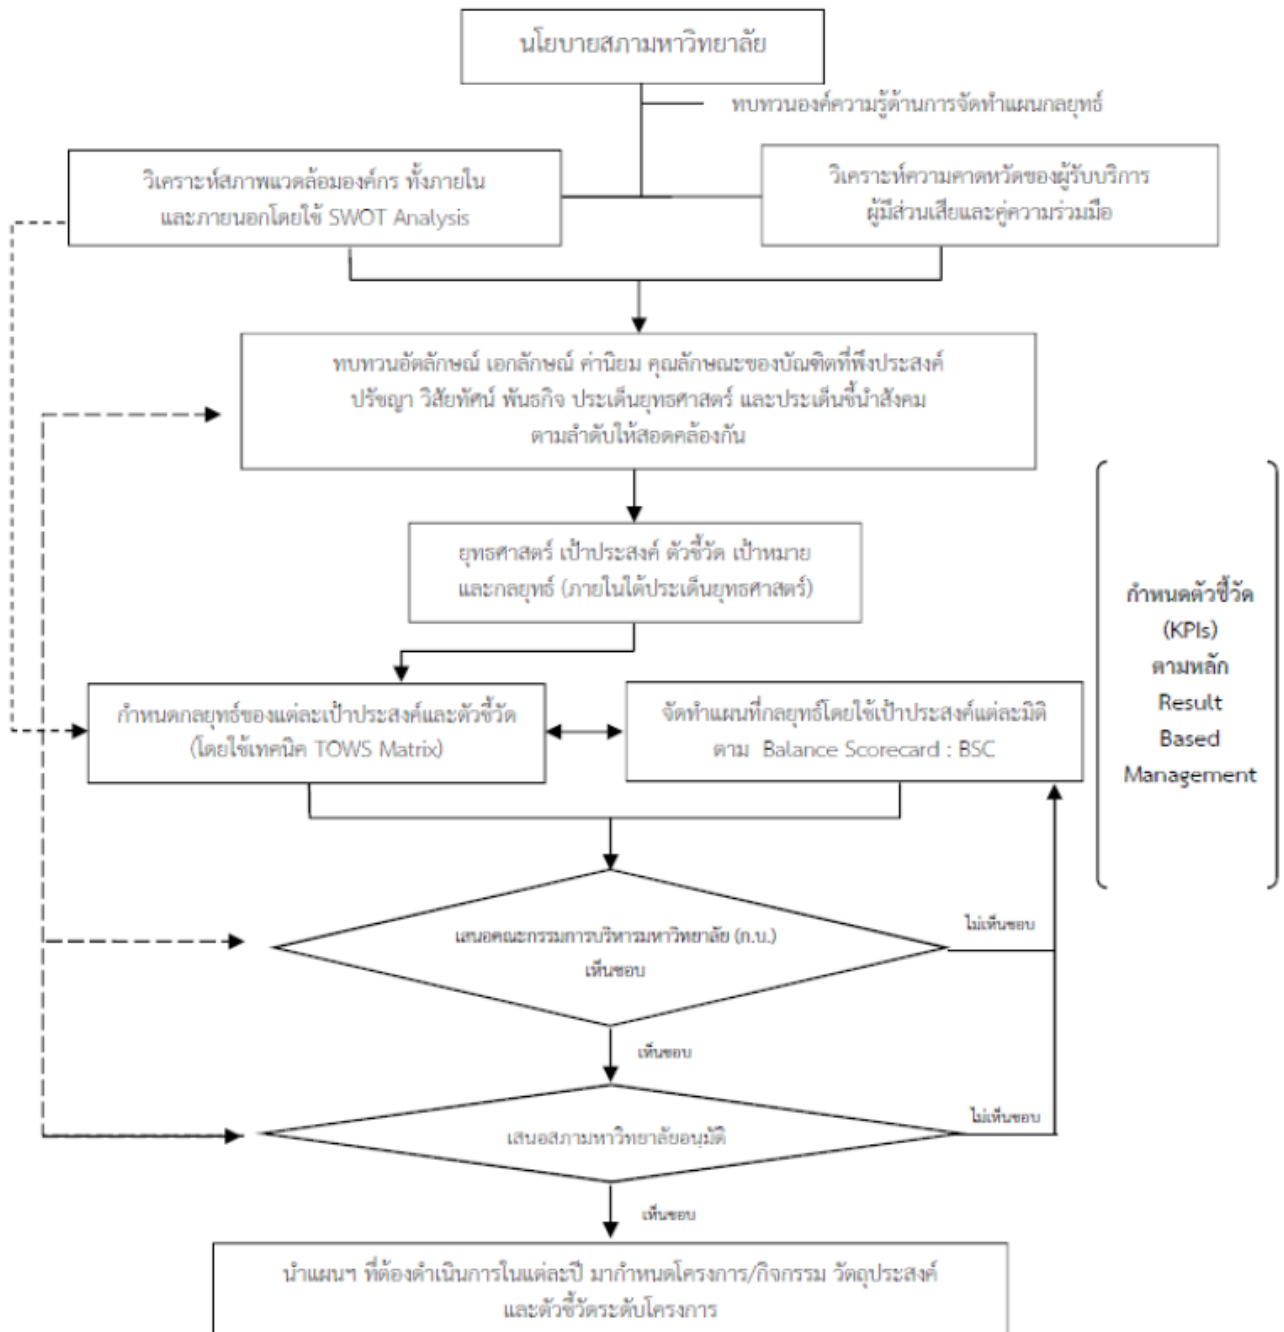 นโยบายสภามหาวิทยาลัย
ทบทวนองค์ความรู้ด้านการจัดทำแผนกลยุทธ์
วิเคราะห์สภาพแวดล้อมองค์กร ทั้งภายใน
และภายนอกโดยใช้ SWOT Analysis
วิเคราะห์ความคาดหวัดของผู้รับบริการ
ผู้มีส่วนเสียและคู่ความร่วมมือ
ทบทวนอัตลักษณ์ เอกลักษณ์ ค่านิยม คุณลักษณะของบัณฑิตที่พึงประสงค์
ปรัชญา วิสัยทัศน์ พันธกิจ ประเด็นยุทธศาสตร์ และประเด็นชี้นำสังคม
ตามลำดับให้สอดคล้องกัน
ยุทธศาสตร์ เป้าประสงค์ ตัวชี้วัด เป้าหมาย
และกลยุทธ์ (ภายในใต้ประเด็นยุทธศาสตร์)
กำหนดตัวชี้วัด
(KPIs)
ตามหลัก
Result
Based
Management
กำหนดกลยุทธ์ของแต่ละเป้าประสงค์และตัวชี้วัด
(โดยใช้เทคนิค TOWS Matrix)
จัดทำแผนที่กลยุทธ์โดยใช้เป้าประสงค์แต่ละมิติ
ตาม Balance Scorecard : BSC
เสนอคณะกรรมการบริหารมหาวิทยาลัย (ก.บ.)
เห็นชอบ
ไม่เห็นชอบ
เห็นชอบ
เสนอสภามหาวิทยาลัยอนุมัติ
ไม่เห็นชอบ
เห็นชอบ
นำแผนฯ ที่ต้องดำเนินการในแต่ละปี มากำหนดโครงการ/กิจกรรม วัตถุประสงค์
และตัวชี้วัดระดับโครงการ